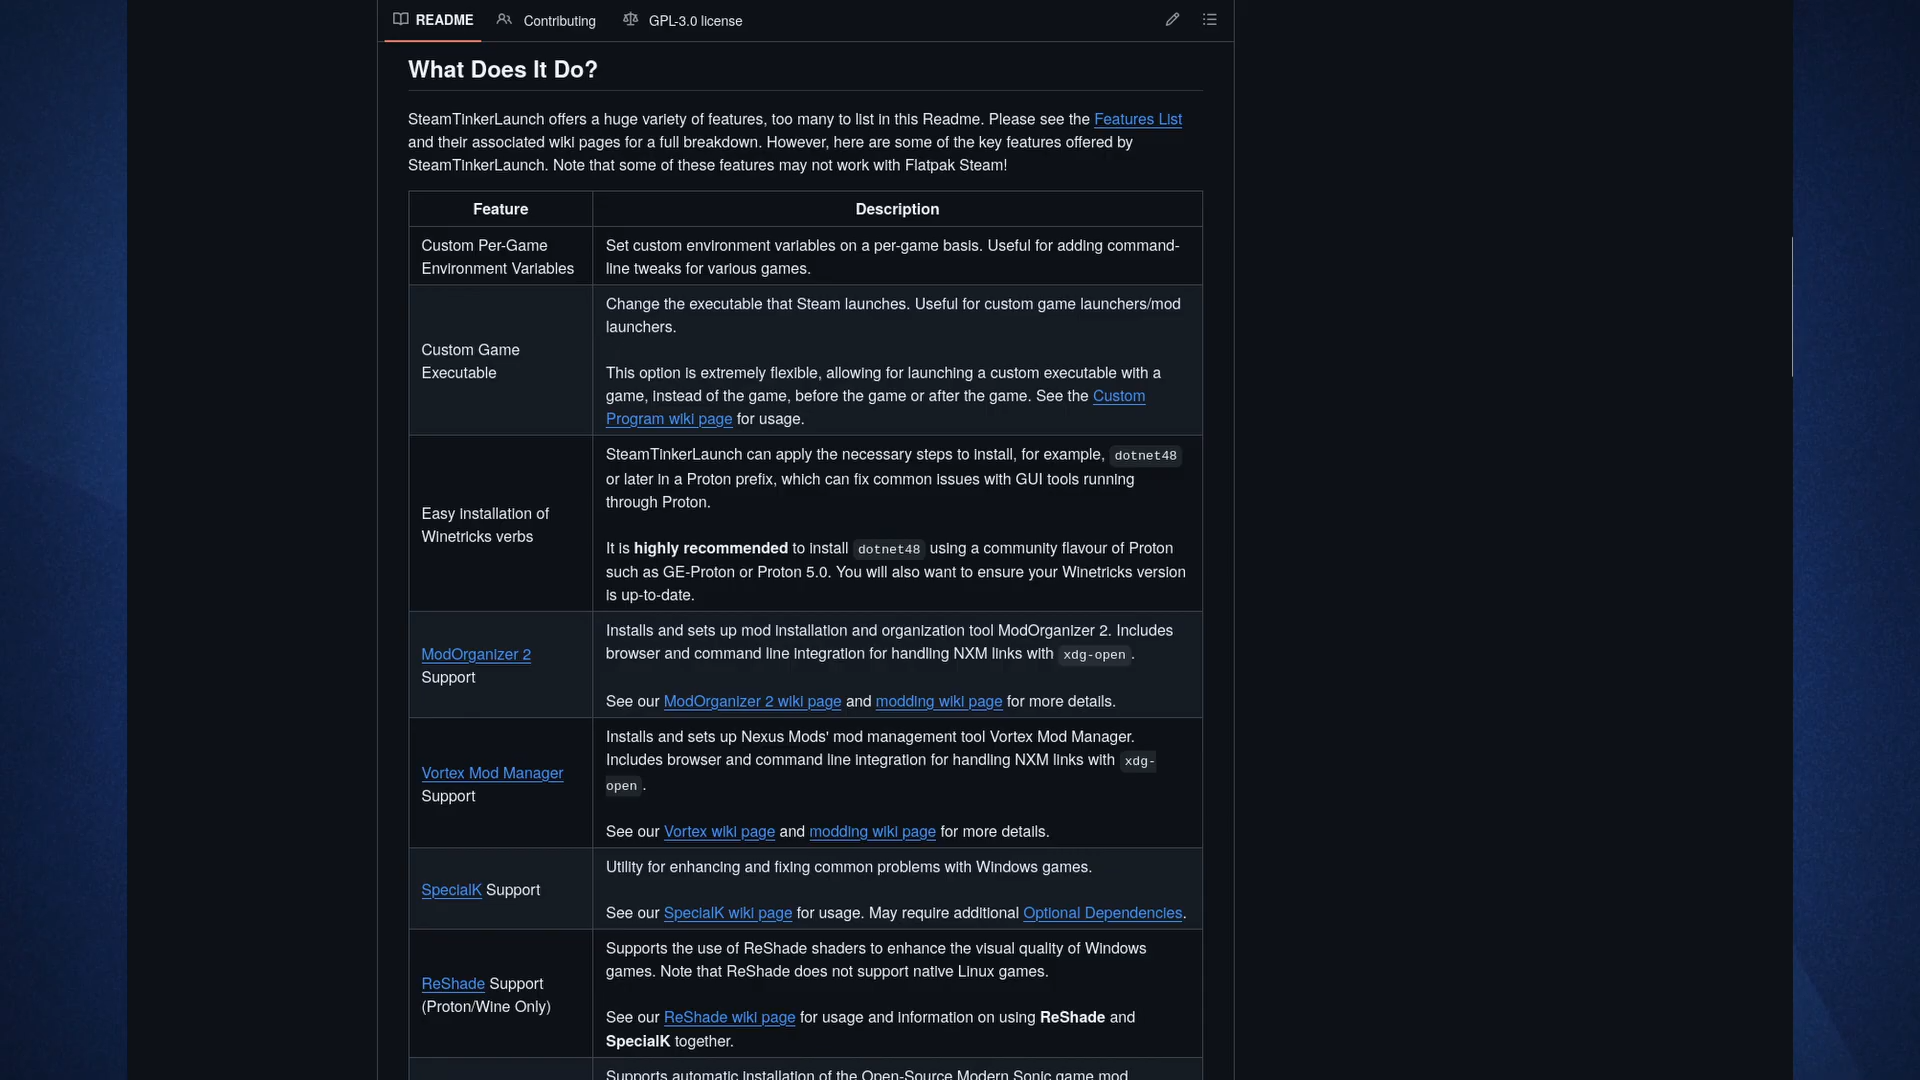 README
Contributing
GPL-3.0 license
What Does It Do?
SteamTinkerLaunch offers a huge variety of features, too many to list in this Readme. Please see the Features List
and their associated wiki pages for a full breakdown. However, here are some of the key features offered by
SteamTinkerLaunch. Note that some of these features may not work with Flatpak Steam!
Feature
Description
Custom Per-Game
Environment Variables
Set custom environment variables on a per-game basis. Useful for adding command-
line tweaks for various games.
Custom Game
Executable
Change the executable that Steam launches. Useful for custom game launchers/mod
launchers.
This option is extremely flexible, allowing for launching a custom executable with a
game, instead of the game, before the game or after the game. See the Custom
Program wiki page for usage.
Easy installation of
Winetricks verbs
SteamTinkerLaunch can apply the necessary steps to install, for example, dotnet48
or later in a Proton prefix, which can fix common issues with GUI tools running
through Proton.
It is highly recommended to install dotnet48 using a community flavour of Proton
such as GE-Proton or Proton 5.0. You will also want to ensure your Winetricks version
is up-to-date.
ModOrganizer 2
Support
Installs and sets up mod installation and organization tool ModOrganizer 2. Includes
browser and command line integration for handling NXM links with xdg-open.
See our ModOrganizer 2 wiki page and modding wiki page for more details.
Vortex Mod Manager
Support
Installs and sets up Nexus Mods' mod management tool Vortex Mod Manager.
Includes browser and command line integration for handling NXM links with xdg-
open.
See our Vortex wiki page and modding wiki page for more details.
SpecialK Support
Utility for enhancing and fixing common problems with Windows games.
See our SpecialK wiki page for usage. May require additional Optional Dependencies.
ReShade Support
(Proton/Wine Only)
Supports the use of ReShade shaders to enhance the visual quality of Windows
games. Note that ReShade does not support native Linux games.
See our ReShade wiki page for usage and information on using ReShade and
SpecialK together.
Supports automatic installation of the Open-Source Modern Sonic game mod